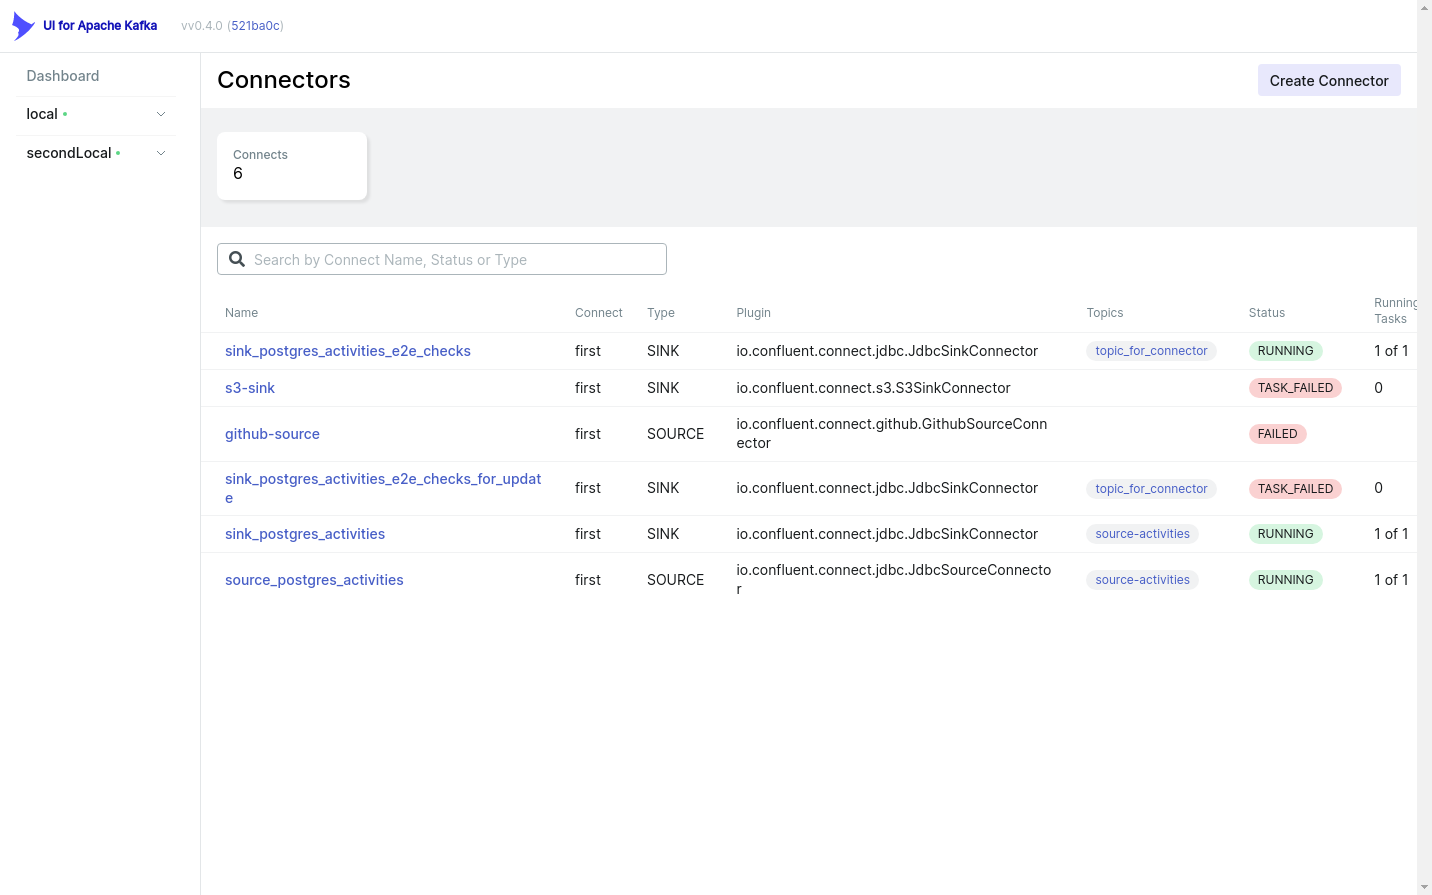 UI for Apache Kafka vv0.4.0 (521ba0c)
Dashboard
local
secondLocal
Connectors
Create Connector
Connects
6
Search by Connect Name, Status or Type
Name Connect Type Plugin Topics Status Running
Tasks
sink_postgres_activities_e2e_checks first SINK io.confluent.connect.jdbc.JdbcSinkConnector topic_for_connector RUNNING 1 of 1
s3-sink first SINK io.confluent.connect.s3.S3SinkConnector TASK_FAILED 0
github-source first SOURCE io.confluent.connect.github.GithubSourceConn
ector FAILED
sink_postgres_activities_e2e_checks_for_updat
e first SINK io.confluent.connect.jdbc.JdbcSinkConnector topic_for_connector TASK_FAILED 0
sink_postgres_activities first SINK io.confluent.connect.jdbc.JdbcSinkConnector source-activities RUNNING 1 of 1
source_postgres_activities first SOURCE io.confluent.connect.jdbc.JdbcSourceConnecto
r source-activities RUNNING 1 of 1